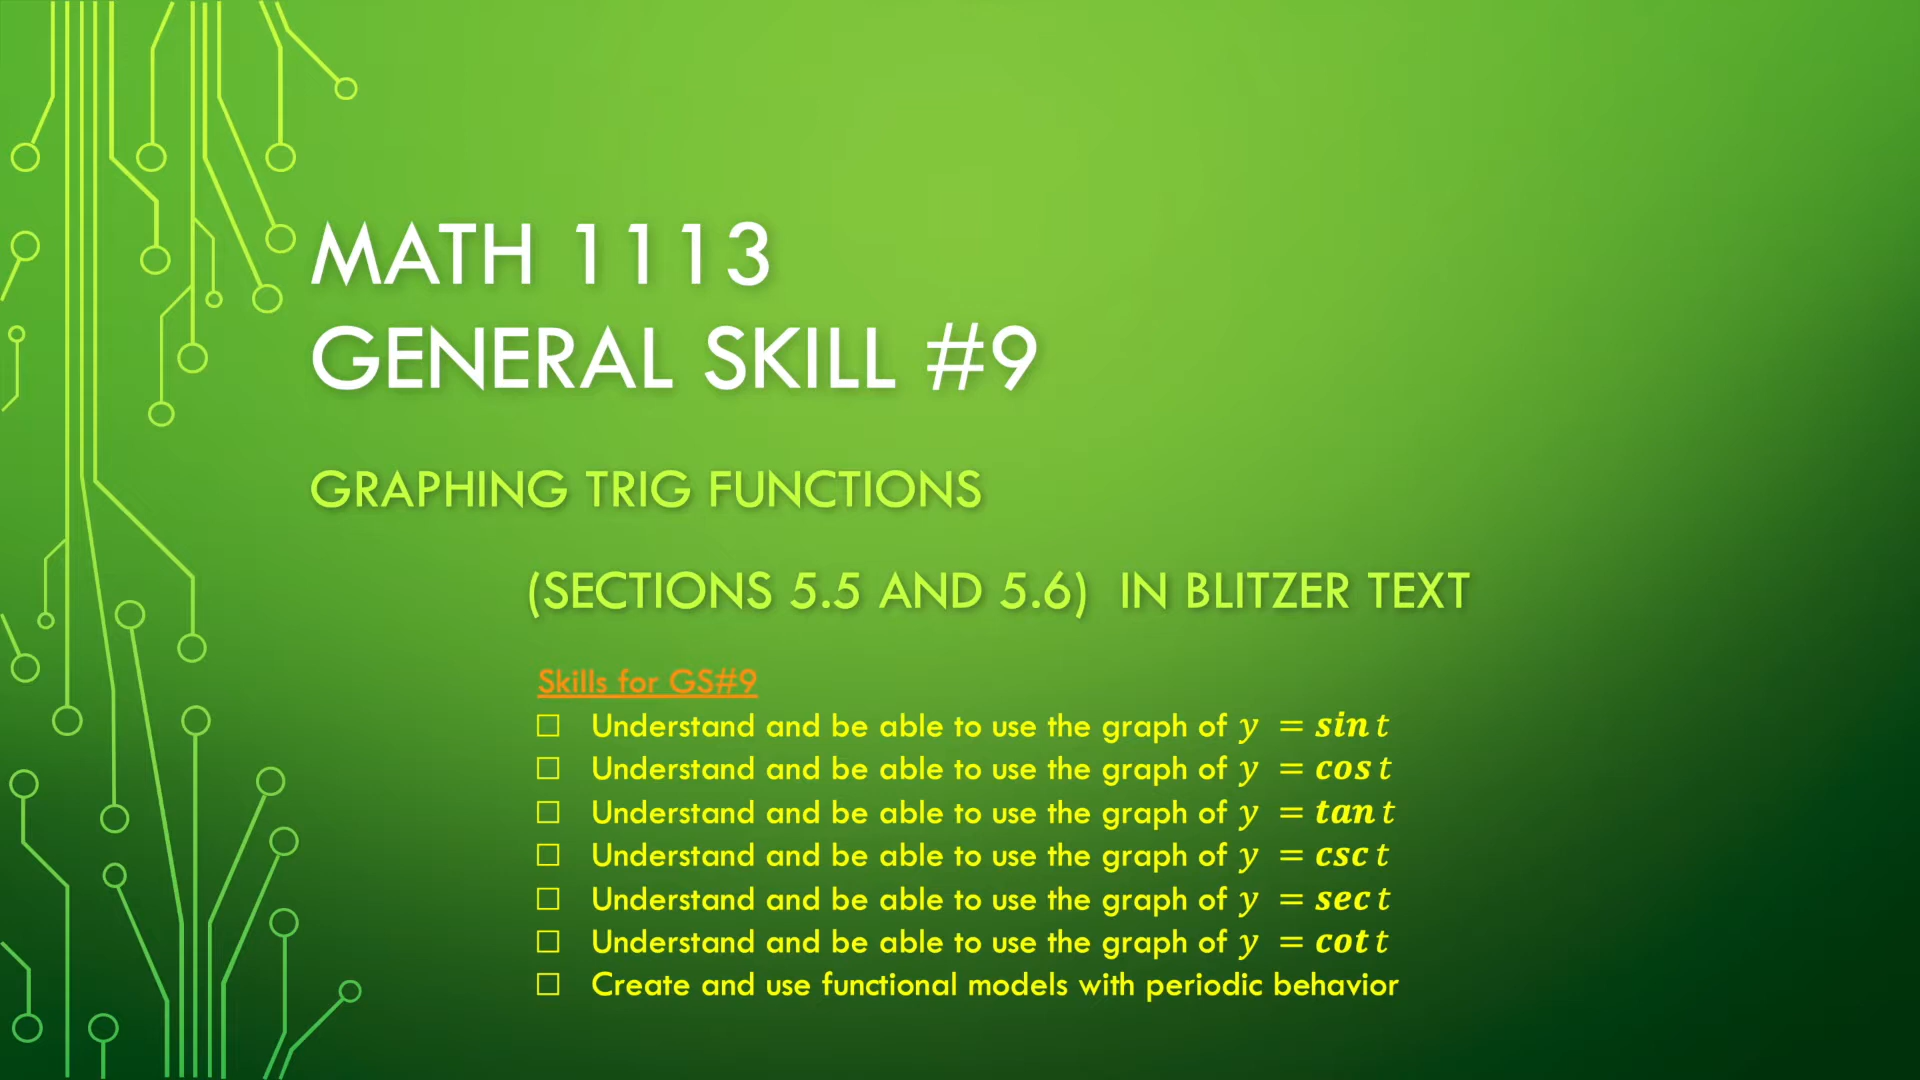 MATH 1113
GENERAL SKILL #9
GRAPHING TRIG FUNCTIONS
(SECTIONS 5.5 AND 5.6) IN BLITZER TEXT
Skills for GS#9
☐ Understand and be able to use the graph of y = sin t
☐ Understand and be able to use the graph of y = cos t
☐ Understand and be able to use the graph of y = tan t
☐ Understand and be able to use the graph of y = csc t
☐ Understand and be able to use the graph of y = sec t
☐ Understand and be able to use the graph of y = cot t
☐ Create and use functional models with periodic behavior